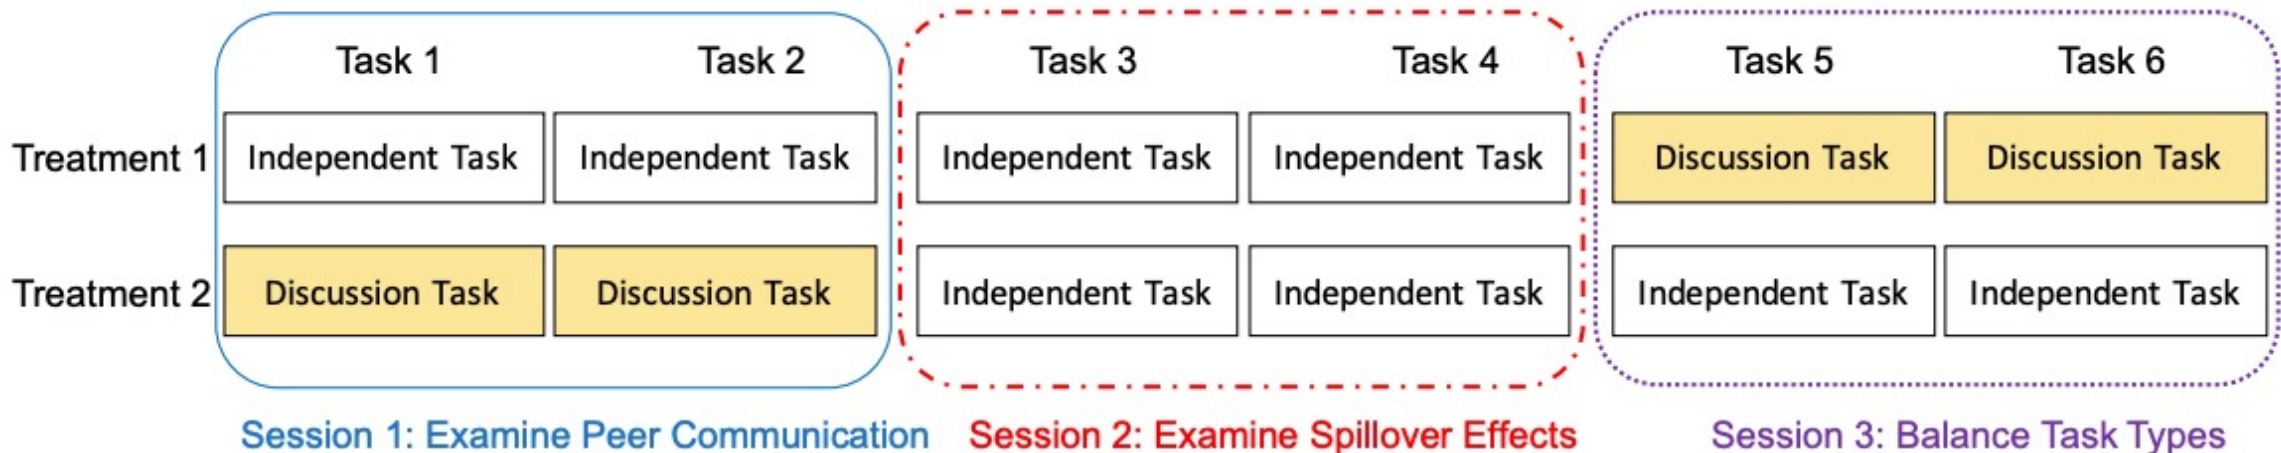 Task 1 Task 2 Task 3 Task 4 Task 5 Task 6
Treatment 1 Independent Task Independent Task Independent Task Independent Task Discussion Task Discussion Task
Treatment 2 Discussion Task Discussion Task Independent Task Independent Task Independent Task Independent Task
Session 1: Examine Peer Communication Session 2: Examine Spillover Effects Session 3: Balance Task Types